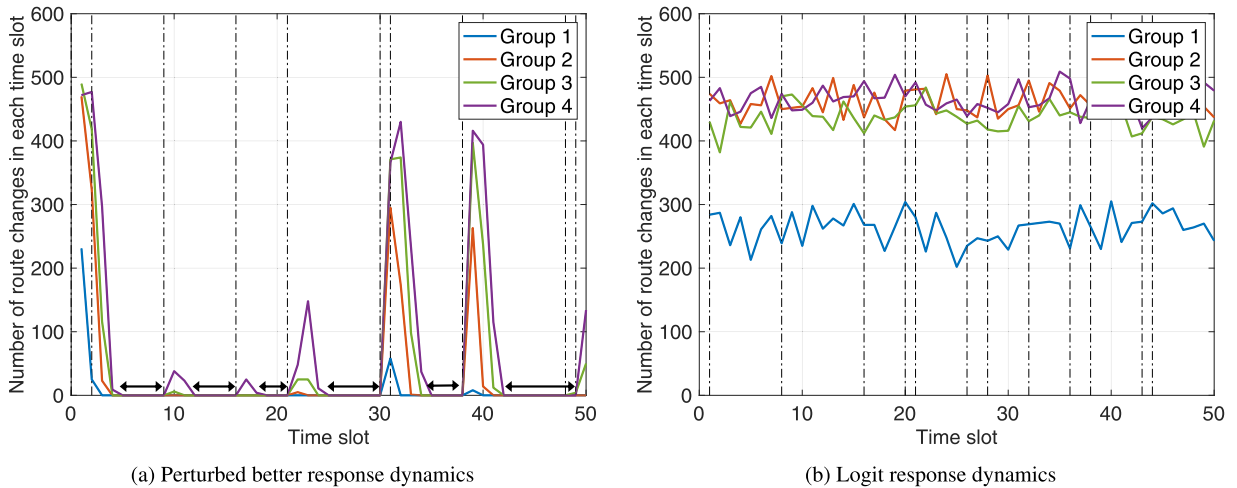 Number of route changes in each time slot
600
500
400
300
200
100
0
0 10 20 30 40 50
Time slot
Group 1
Group 2
Group 3
Group 4
(a) Perturbed better response dynamics
Number of route changes in each time slot
600
500
400
300
200
100
0
0 10 20 30 40 50
Time slot
Group 1
Group 2
Group 3
Group 4
(b) Logit response dynamics